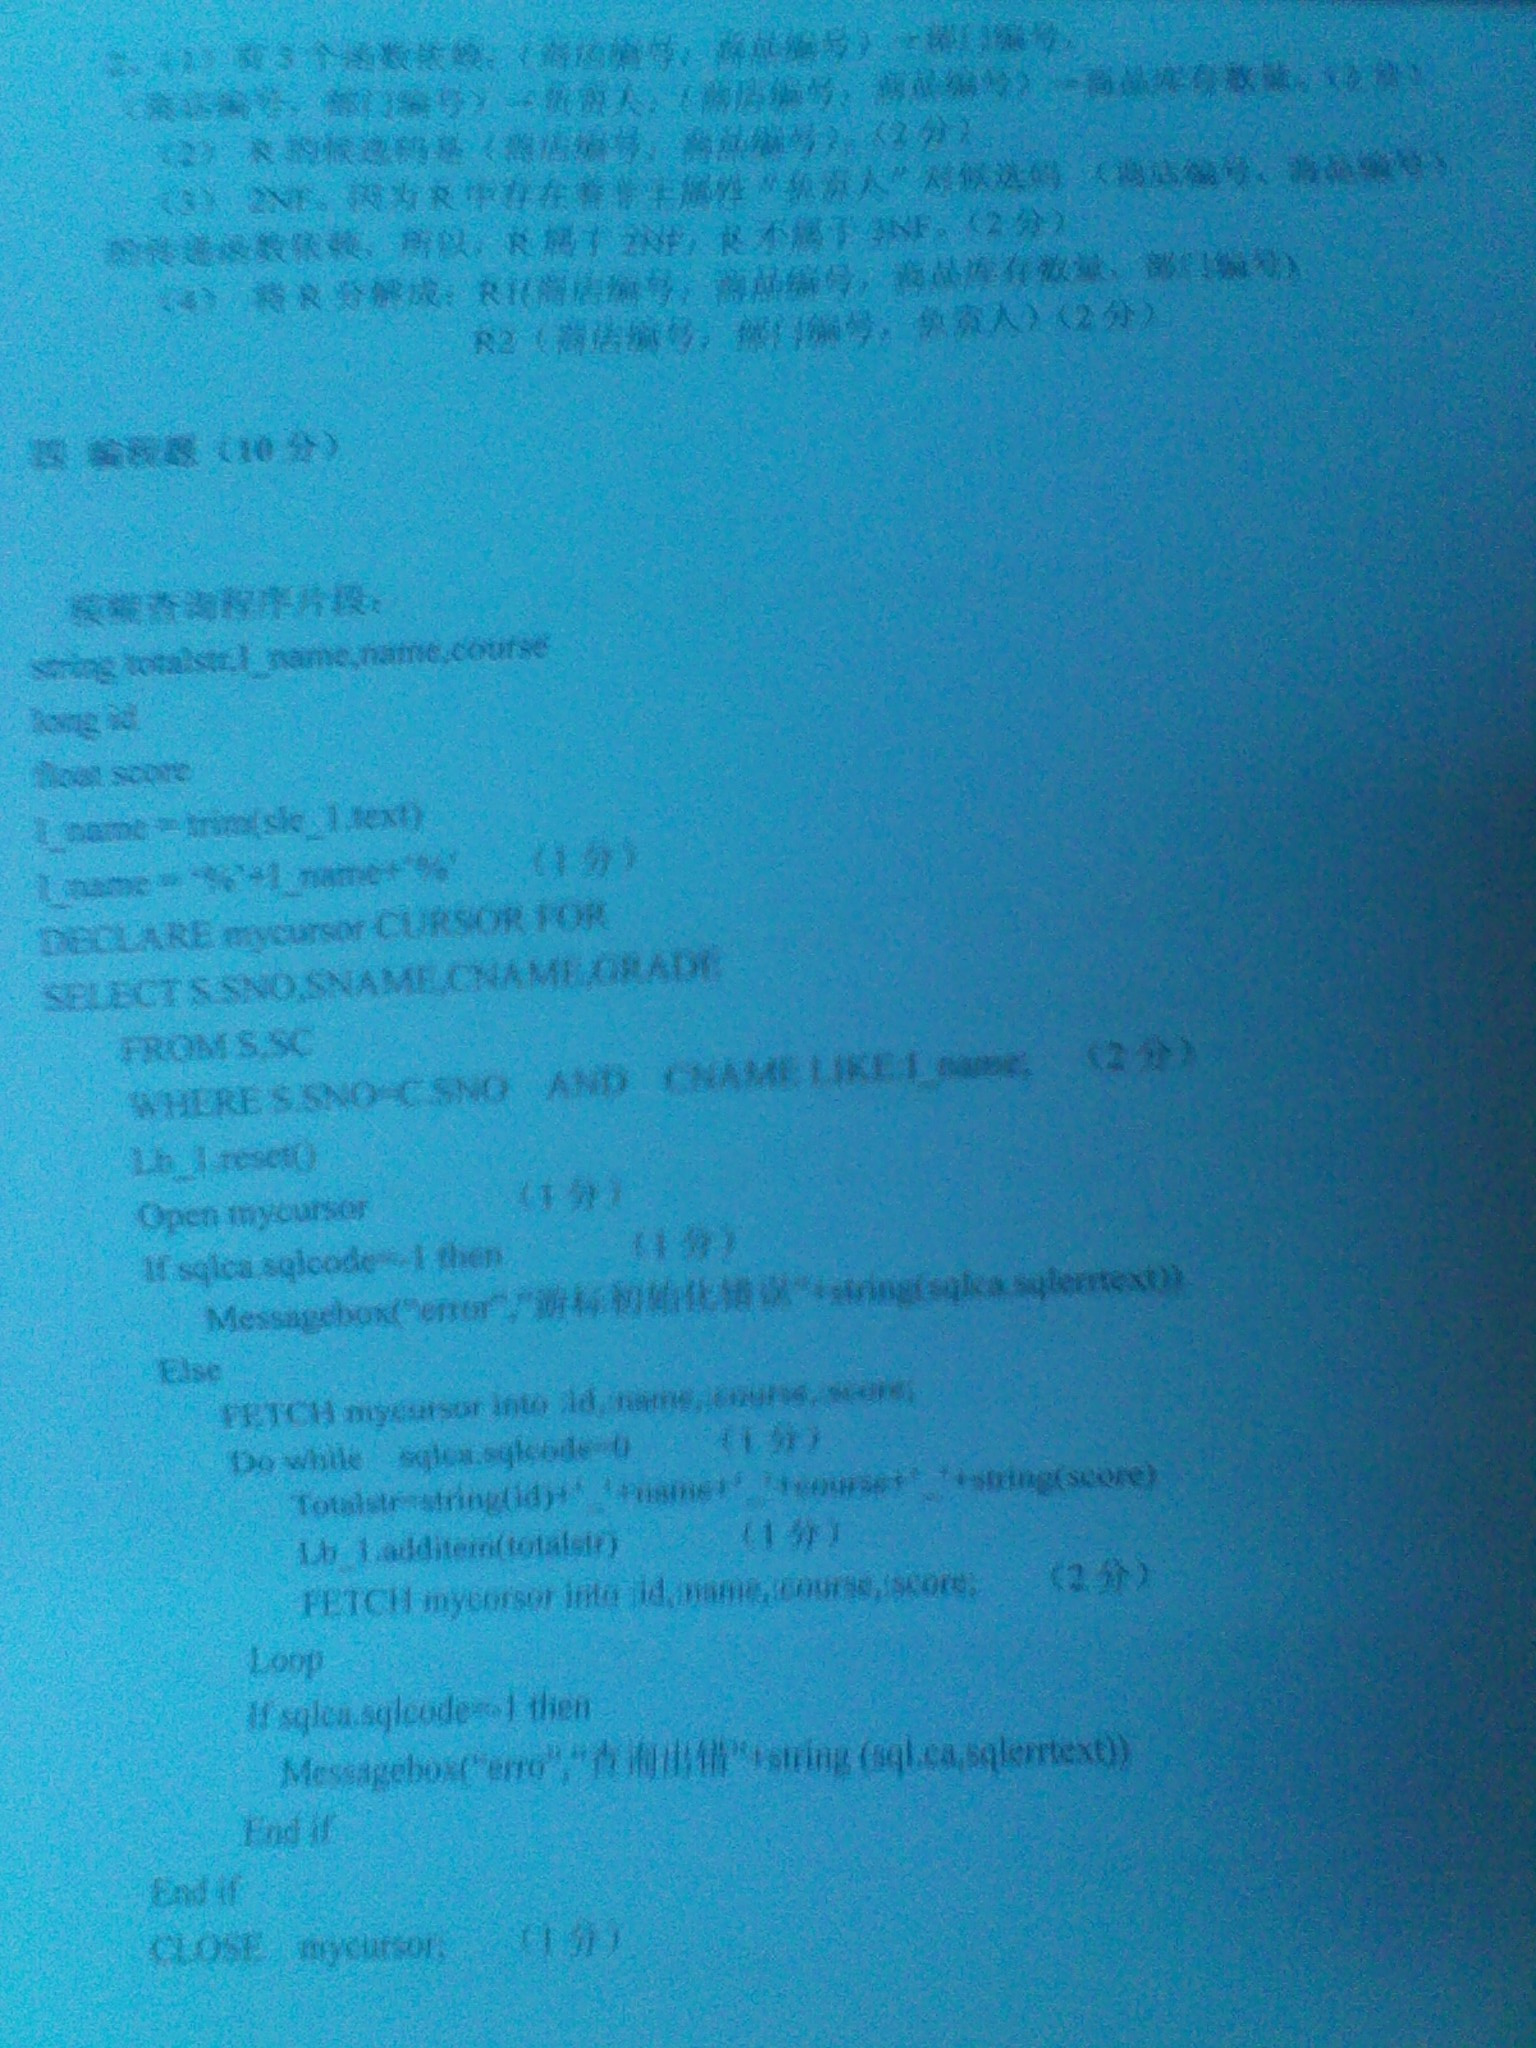 2、（1）有 3 个函数依赖：（商店编号，商品编号）→部门编号，
（商店编号，部门编号）→负责人，（商店编号，商品编号）→商品库存数量。（2 分）
（2） R 的候选码是（商店编号，商品编号）。（2 分）
（3） 2NF。因为 R 中存在着非主属性“负责人”对候选码 （商店编号、商品编号）
的传递函数依赖，所以，R 属于 2NF，R 不属于 3NF。（2 分）
（4） 将 R 分解成：R1(商店编号，商品编号，商品库存数量，部门编号)
R2（商店编号，部门编号，负责人）（2 分）
四 编程题（10 分）
模糊查询程序片段：
string totalstr,l_name,name,course
long id
float score
l_name = trim(sle_1.text)
l_name = ‘%’+l_name+‘%’ （1 分）
DECLARE mycursor CURSOR FOR
SELECT S.SNO,SNAME,CNAME,GRADE
FROM S,SC
WHERE S.SNO=C.SNO AND CNAME LIKE:l_name; （2 分）
Lb_1.reset()
Open mycursor （1 分）
If sqlca.sqlcode=-1 then （1 分）
Messagebox(“error”,“游标初始化错误”+string(sqlca.sqlerrtext))
Else
FETCH mycursor into :id,:name,:course,:score;
Do while sqlca.sqlcode=0 （1 分）
Totalstr=string(id)+‘_’+name+‘_’+course+‘_’+string(score)
Lb_1.additem(totalstr) （1 分）
FETCH mycorsor into :id,:name,:course,:score; （2 分）
Loop
If sqlca.sqlcode=-1 then
Messagebox(“erro”,“查询出错”+string (sql.ca,sqlerrtext))
End if
End if
CLOSE mycursor; （1 分）